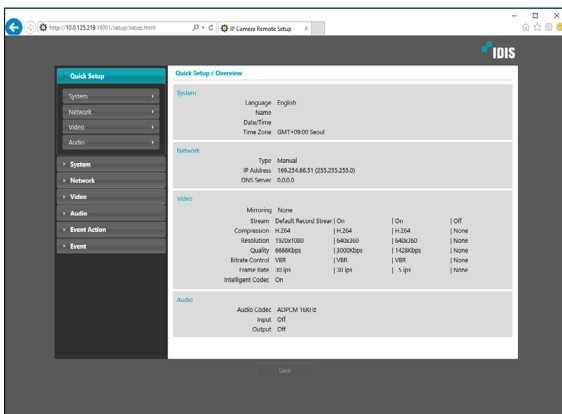 http://10.0.125.219:16001/setup/setup.html
IP Camera Remote Setup
IDIS
Quick Setup
System
Network
Video
Audio
System
Network
Video
Audio
Event Action
Event
Quick Setup / Overview
System
Language English
Name
Date/Time
Time Zone GMT+09:00 Seoul
Network
Type Manual
IP Address 169.254.66.51 (255.255.255.0)
DNS Server 0.0.0.0
Video
Mirroring None
Stream Default Record Strear | On | On | Off
Compression H.264 | H.264 | H.264 | None
Resolution 1920x1080 | 640x360 | 640x360 | None
Quality 6666Kbps | 3000Kbps | 1428Kbps | None
Bitrate Control VBR | VBR | VBR | None
Frame Rate 30 ips | 30 ips | 5 ips | None
Intelligent Codec On
Audio
Audio Codec ADPCM 16KHz
Input Off
Output Off
Save